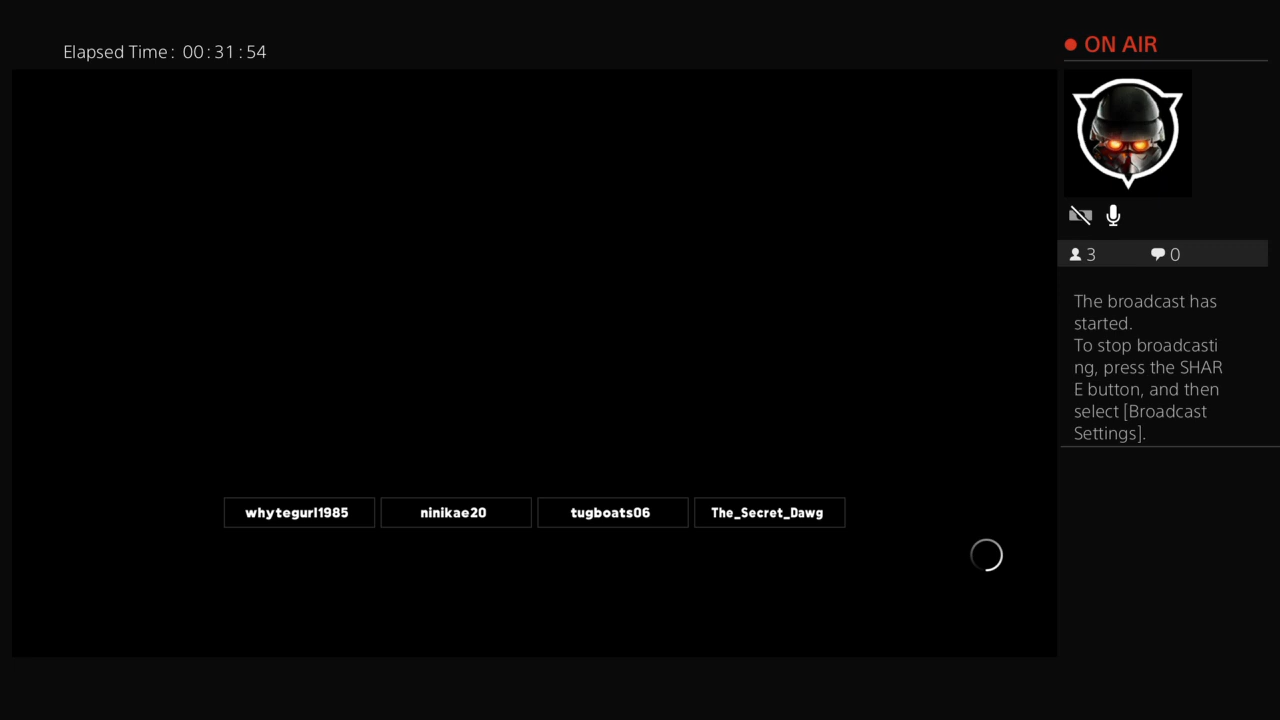 Elapsed Time: 00:31:54
ON AIR
3 0
The broadcast has
started.
To stop broadcasti
ng, press the SHAR
E button, and then
select [Broadcast
Settings].
whytegurl1985 ninikae20 tugboats06 The_Secret_Dawg